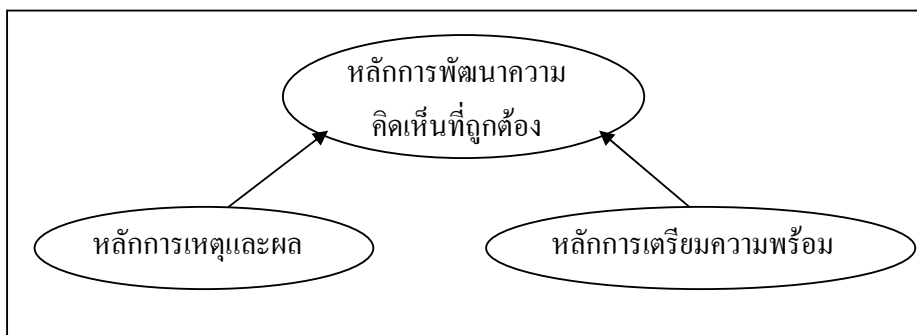 หลักการพัฒนาความ
คิดเห็นที่ถูกต้อง
หลักการเหตุและผล
หลักการเตรียมความพร้อม